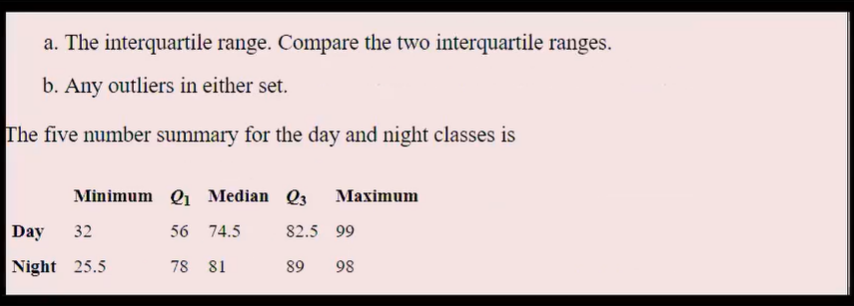 a. The interquartile range. Compare the two interquartile ranges.
b. Any outliers in either set.
The five number summary for the day and night classes is
Minimum Q1 Median Q3 Maximum
Day 32 56 74.5 82.5 99
Night 25.5 78 81 89 98